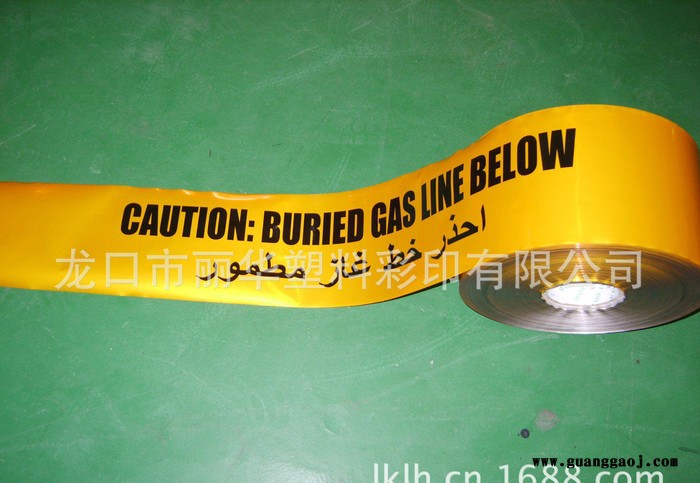 CAUTION: BURIED GAS LINE BELOW
احذر خط غاز مطمور
龙口市丽华塑料彩印有限公司
lklh.cn.1688.com
www.guanggaoj.com